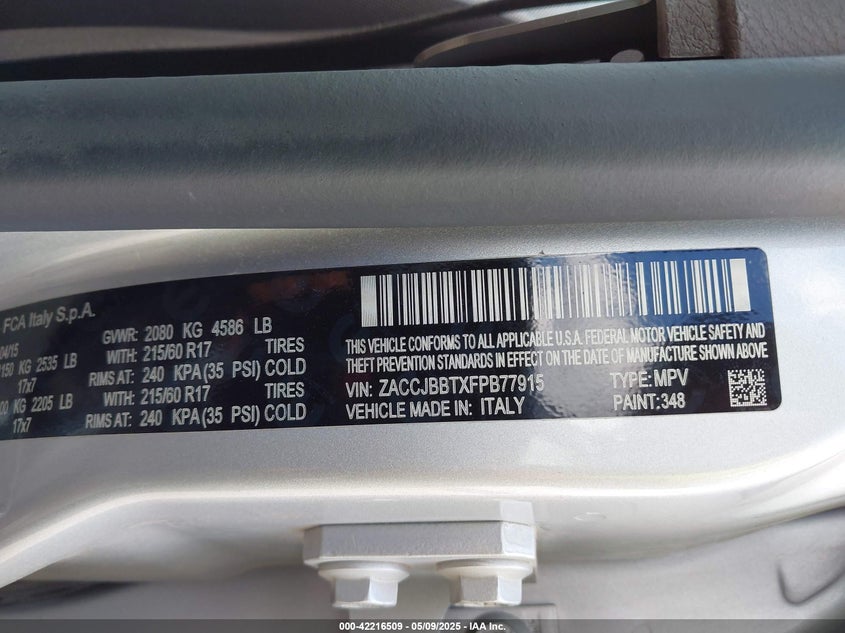 FCA Italy S.p.A.
04/15 GVWR: 2080 KG 4586 LB
150 KG 2535 LB WITH: 215/60 R17 TIRES
17x7 RIMS AT: 240 KPA(35 PSI) COLD
00 KG 2205 LB WITH: 215/60 R17 TIRES
17x7 RIMS AT: 240 KPA(35 PSI) COLD
THIS VEHICLE CONFORMS TO ALL APPLICABLE U.S.A. FEDERAL MOTOR VEHICLE SAFETY AND
THEFT PREVENTION STANDARDS IN EFFECT ON THE DATE OF MANUFACTURE SHOWN ABOVE.
VIN: ZACCJBBTXFPB77915 TYPE: MPV
VEHICLE MADE IN: ITALY PAINT:348
000-42216509 - 05/09/2025 - IAA Inc.